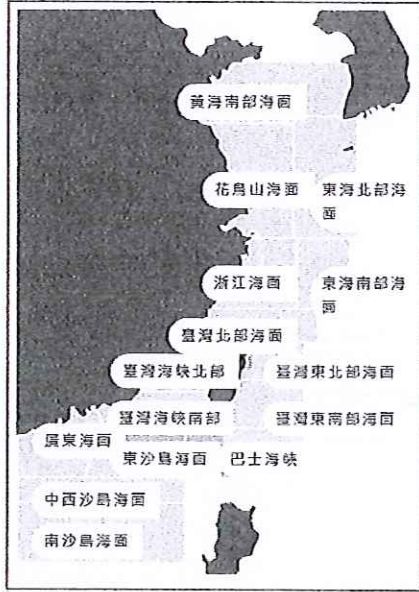 黃海南部海面
花鳥山海面
東海北部海
面
浙江海面
東海南部海
面
臺灣北部海面
臺灣海峽北部
臺灣東北部海面
臺灣海峽南部
臺灣東南部海面
廣東海面
東沙島海面
巴士海峽
中西沙島海面
南沙島海面